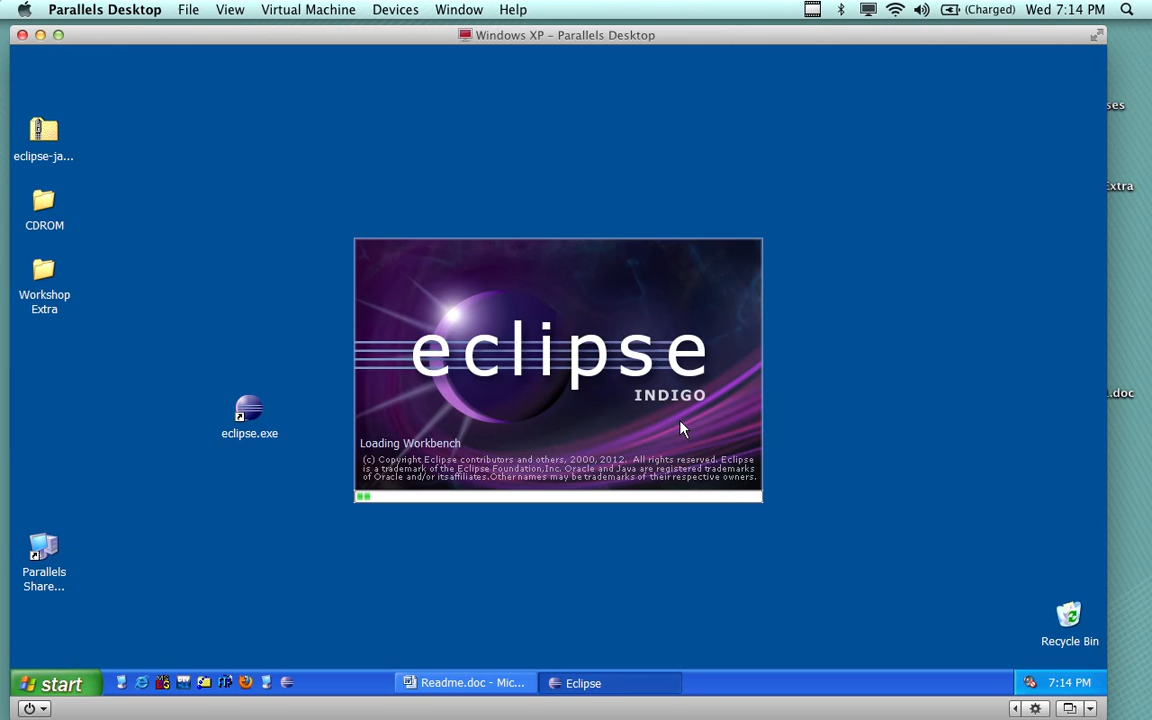 Parallels Desktop File View Virtual Machine Actions Devices Window Help (Charged) Wed 7:14 PM
Windows XP – Parallels Desktop
ses
eclipse-ja...
Extra
CDROM
Workshop
Extra
eclipse
INDIGO
.doc
eclipse.exe
Loading Workbench
(c) Copyright Eclipse contributors and others, 2000, 2012. All rights reserved. Eclipse
is a trademark of the Eclipse Foundation,Inc. Oracle and Java are registered trademarks
of Oracle and/or itsaffiliates.Other names may be trademarks of their respective owners.
Parallels
Share...
Recycle Bin
start Readme.doc - Mic... Eclipse 7:14 PM